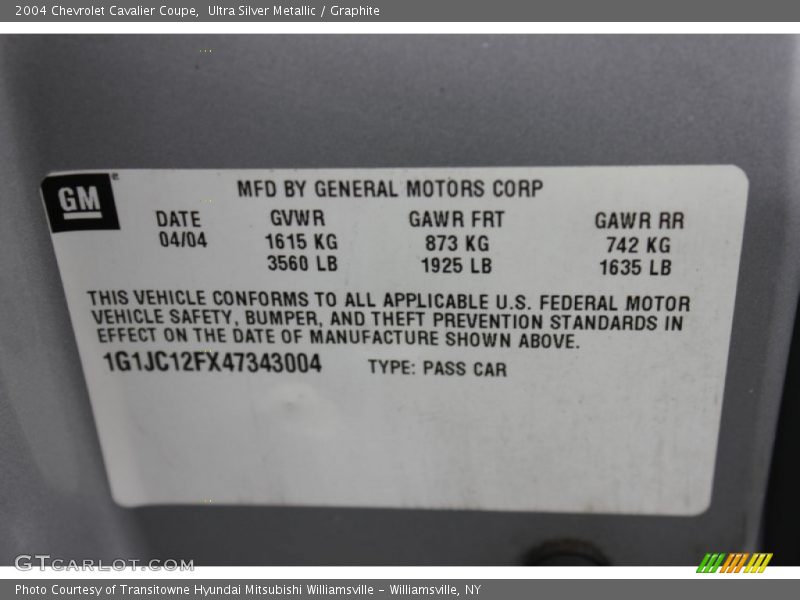 2004 Chevrolet Cavalier Coupe, Ultra Silver Metallic / Graphite
GM
MFD BY GENERAL MOTORS CORP
DATE GVWR GAWR FRT GAWR RR
04/04 1615 KG 873 KG 742 KG
3560 LB 1925 LB 1635 LB
THIS VEHICLE CONFORMS TO ALL APPLICABLE U.S. FEDERAL MOTOR
VEHICLE SAFETY, BUMPER, AND THEFT PREVENTION STANDARDS IN
EFFECT ON THE DATE OF MANUFACTURE SHOWN ABOVE.
1G1JC12FX47343004 TYPE: PASS CAR
GTCARLOT.COM
Photo Courtesy of Transitowne Hyundai Mitsubishi Williamsville - Williamsville, NY